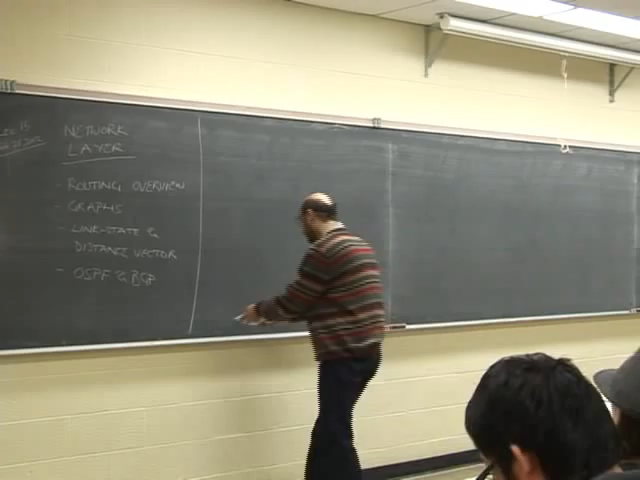 NETWORK
LAYER
- ROUTING OVERVIEW
- GRAPHS
- LINK-STATE &
DISTANCE VECTOR
- OSPF & BGP